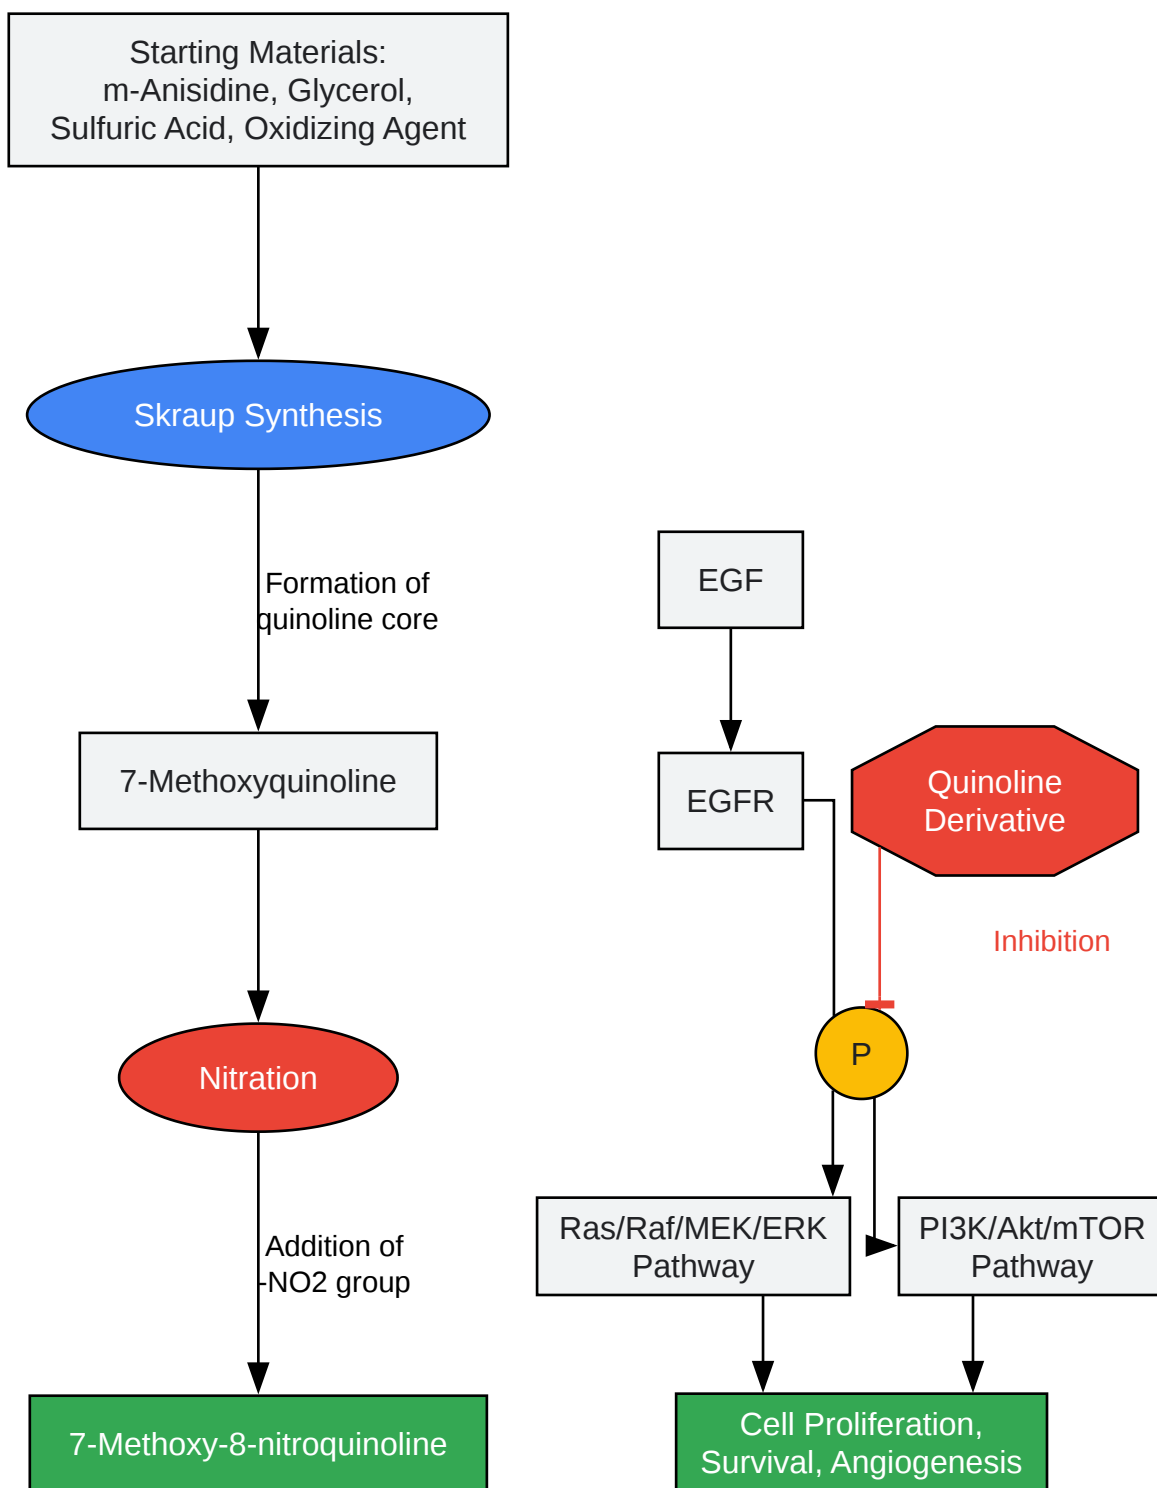 Starting Materials:
m-Anisidine, Glycerol,
Sulfuric Acid, Oxidizing Agent
Skraup Synthesis
Formation of
quinoline core
7-Methoxyquinoline
Nitration
Addition of
-NO2 group
7-Methoxy-8-nitroquinoline
EGF
EGFR
Quinoline
Derivative
Inhibition
P
Ras/Raf/MEK/ERK
Pathway
PI3K/Akt/mTOR
Pathway
Cell Proliferation,
Survival, Angiogenesis